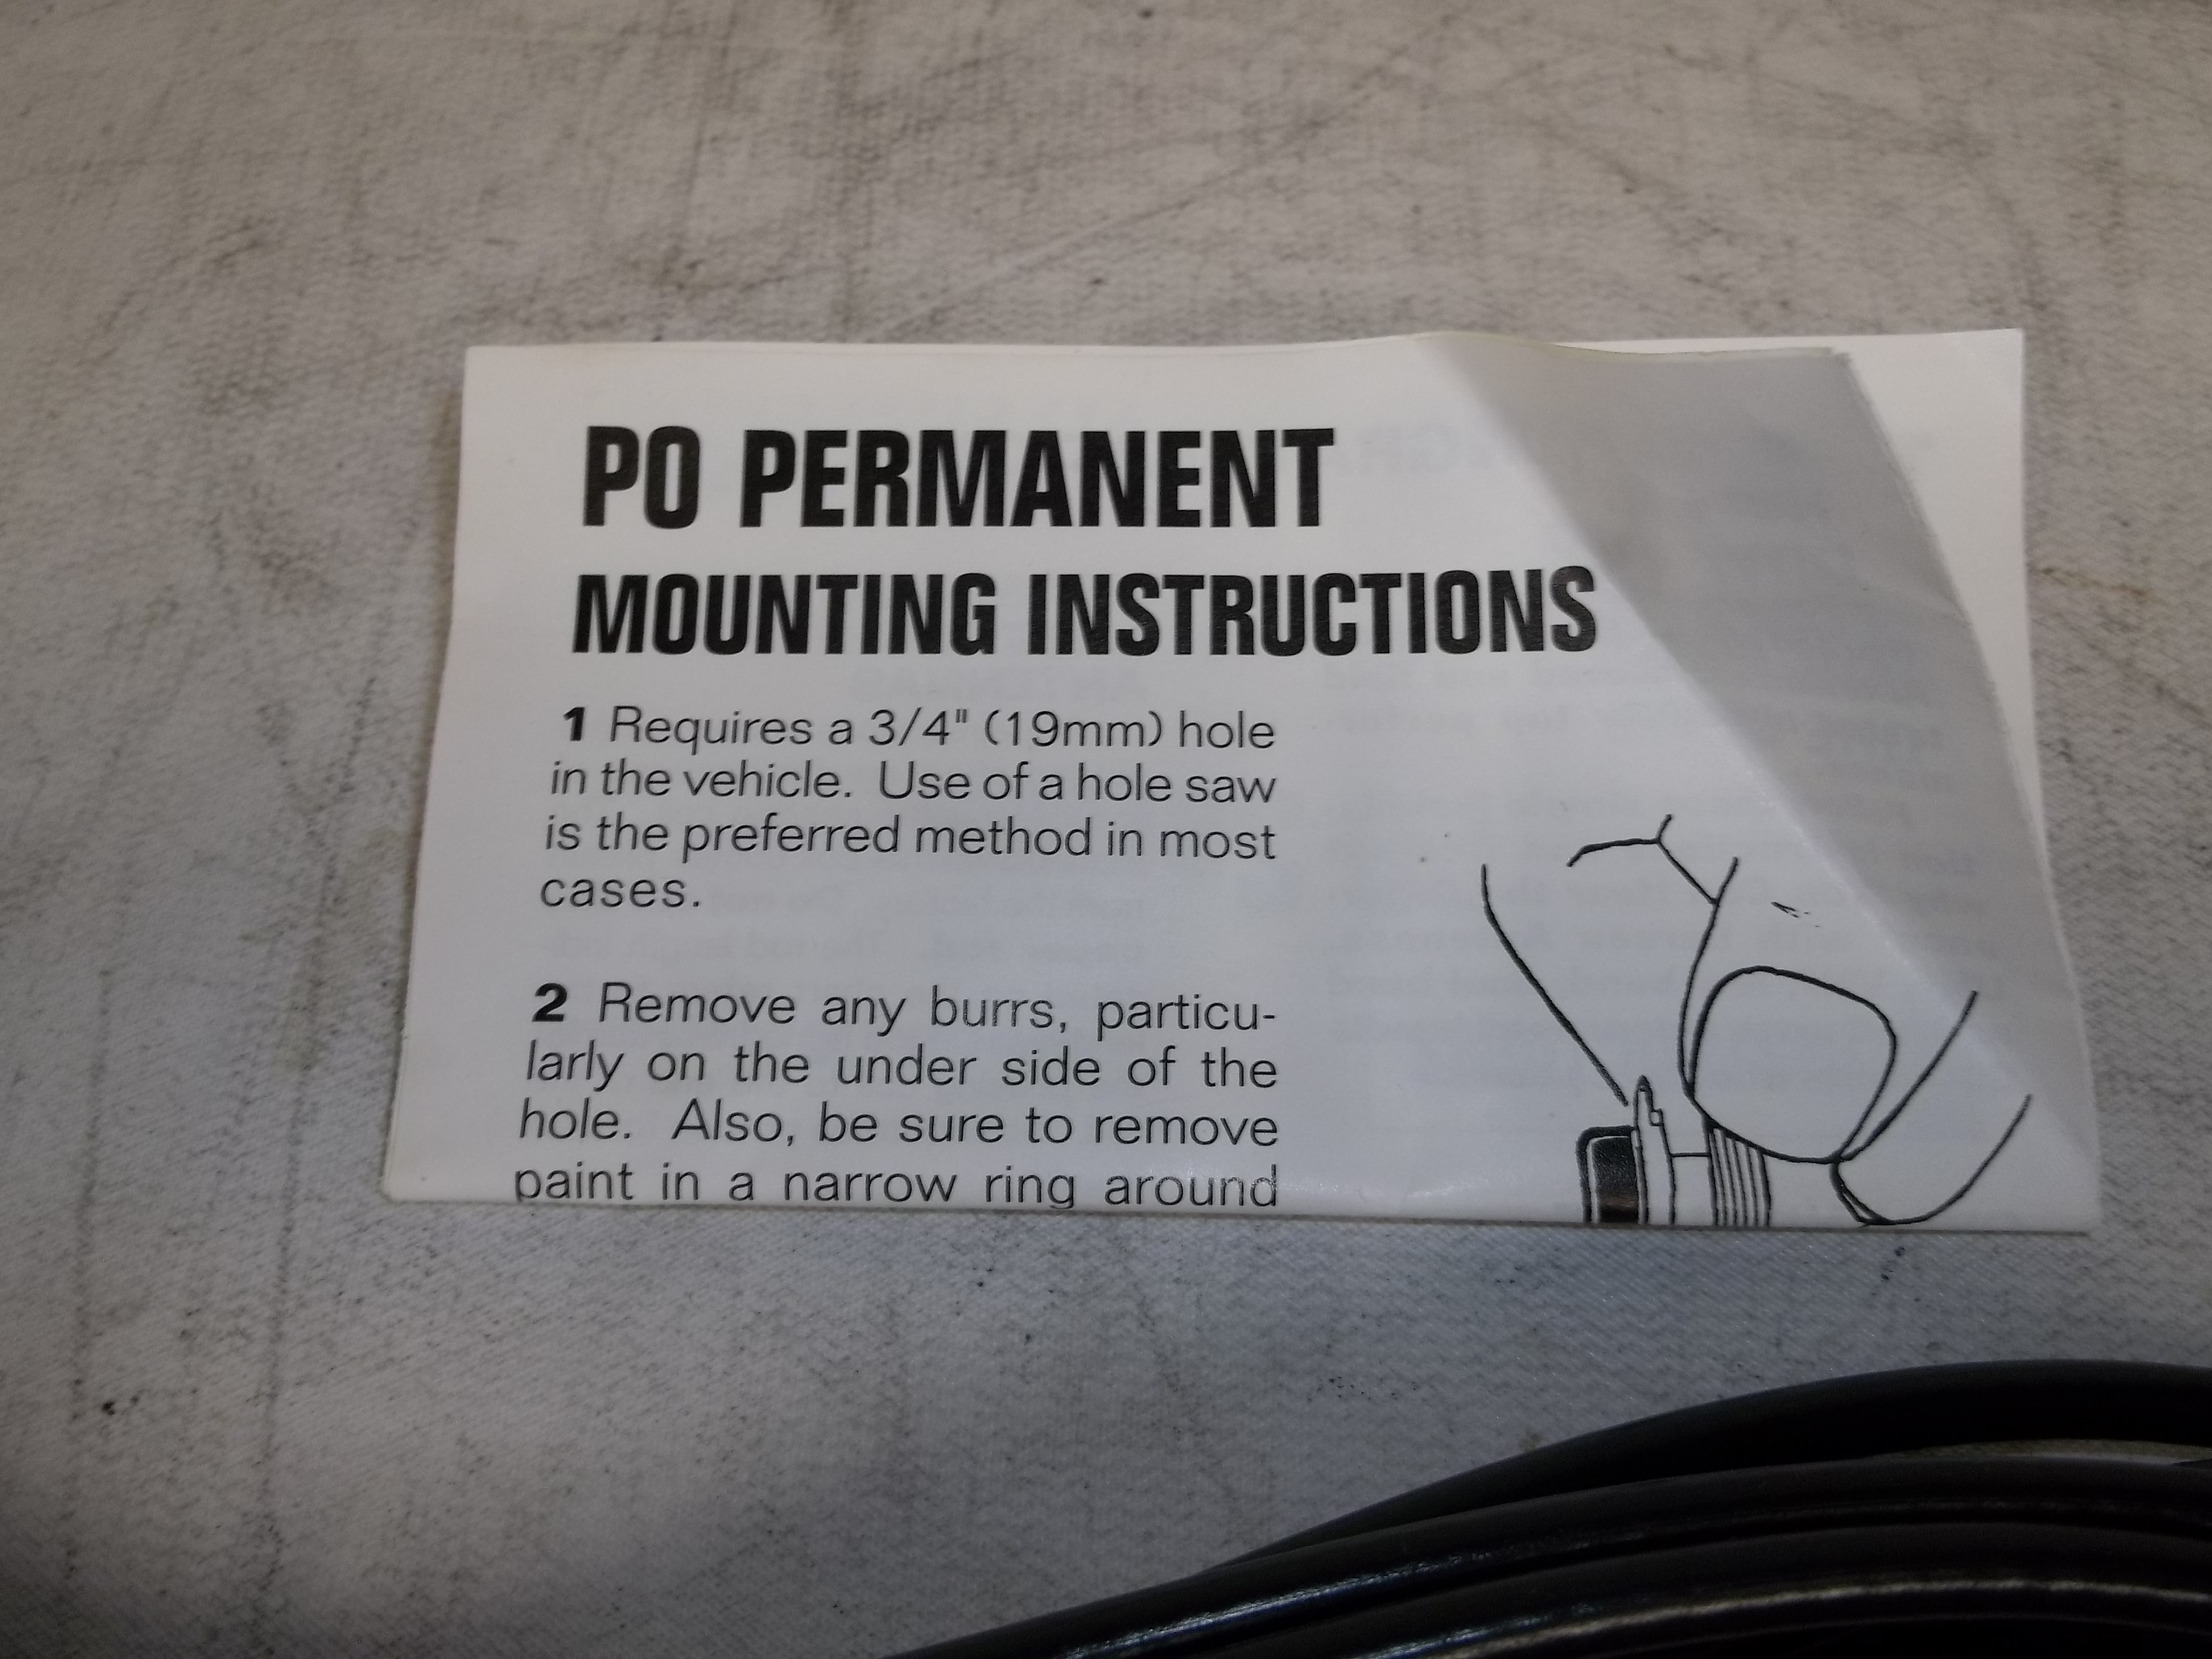 PO PERMANENT
MOUNTING INSTRUCTIONS
1 Requires a 3/4" (19mm) hole
in the vehicle. Use of a hole saw
is the preferred method in most
cases.
2 Remove any burrs, particu-
larly on the under side of the
hole. Also, be sure to remove
paint in a narrow ring around